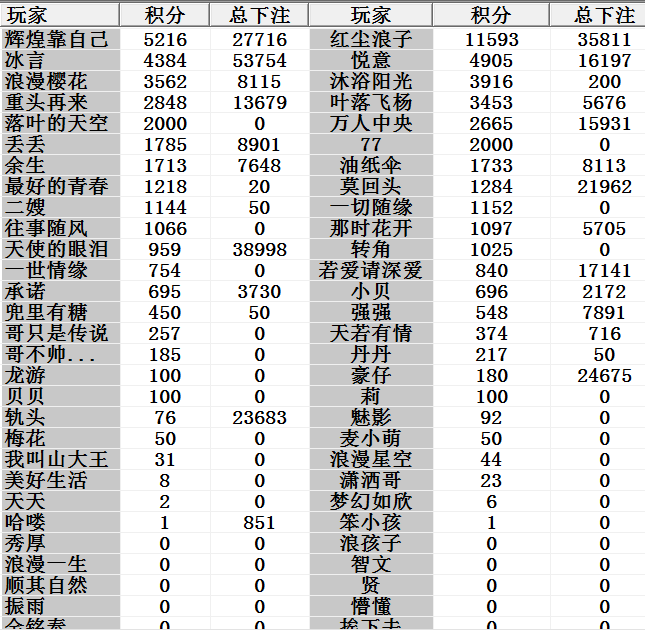 玩家 积分 总下注 玩家 积分 总下注
辉煌靠自己 5216 27716 红尘浪子 11593 35811
冰言 4384 53754 悦意 4905 16197
浪漫樱花 3562 8115 沐浴阳光 3916 200
重头再来 2848 13679 叶落飞杨 3453 5676
落叶的天空 2000 0 万人中央 2665 15931
丢丢 1785 8901 77 2000 0
余生 1713 7648 油纸伞 1733 8113
最好的青春 1218 20 莫回头 1284 21962
二嫂 1144 50 一切随缘 1152 0
往事随风 1066 0 那时花开 1097 5705
天使的眼泪 959 38998 转角 1025 0
一世情缘 754 0 若爱请深爱 840 17141
承诺 695 3730 小贝 696 2172
兜里有糖 450 50 强强 548 7891
哥只是传说 257 0 天若有情 374 716
哥不帅... 185 0 丹丹 217 50
龙游 100 0 豪仔 180 24675
贝贝 100 0 莉 100 0
轨头 76 23683 魅影 92 0
梅花 50 0 麦小萌 50 0
我叫山大王 31 0 浪漫星空 44 0
美好生活 8 0 潇洒哥 23 0
天天 2 0 梦幻如欣 6 0
哈喽 1 851 笨小孩 1 0
秀厚 0 0 浪孩子 0 0
浪漫一生 0 0 智文 0 0
顺其自然 0 0 贤 0 0
振雨 0 0 懵懂 0 0
0 0 0 0